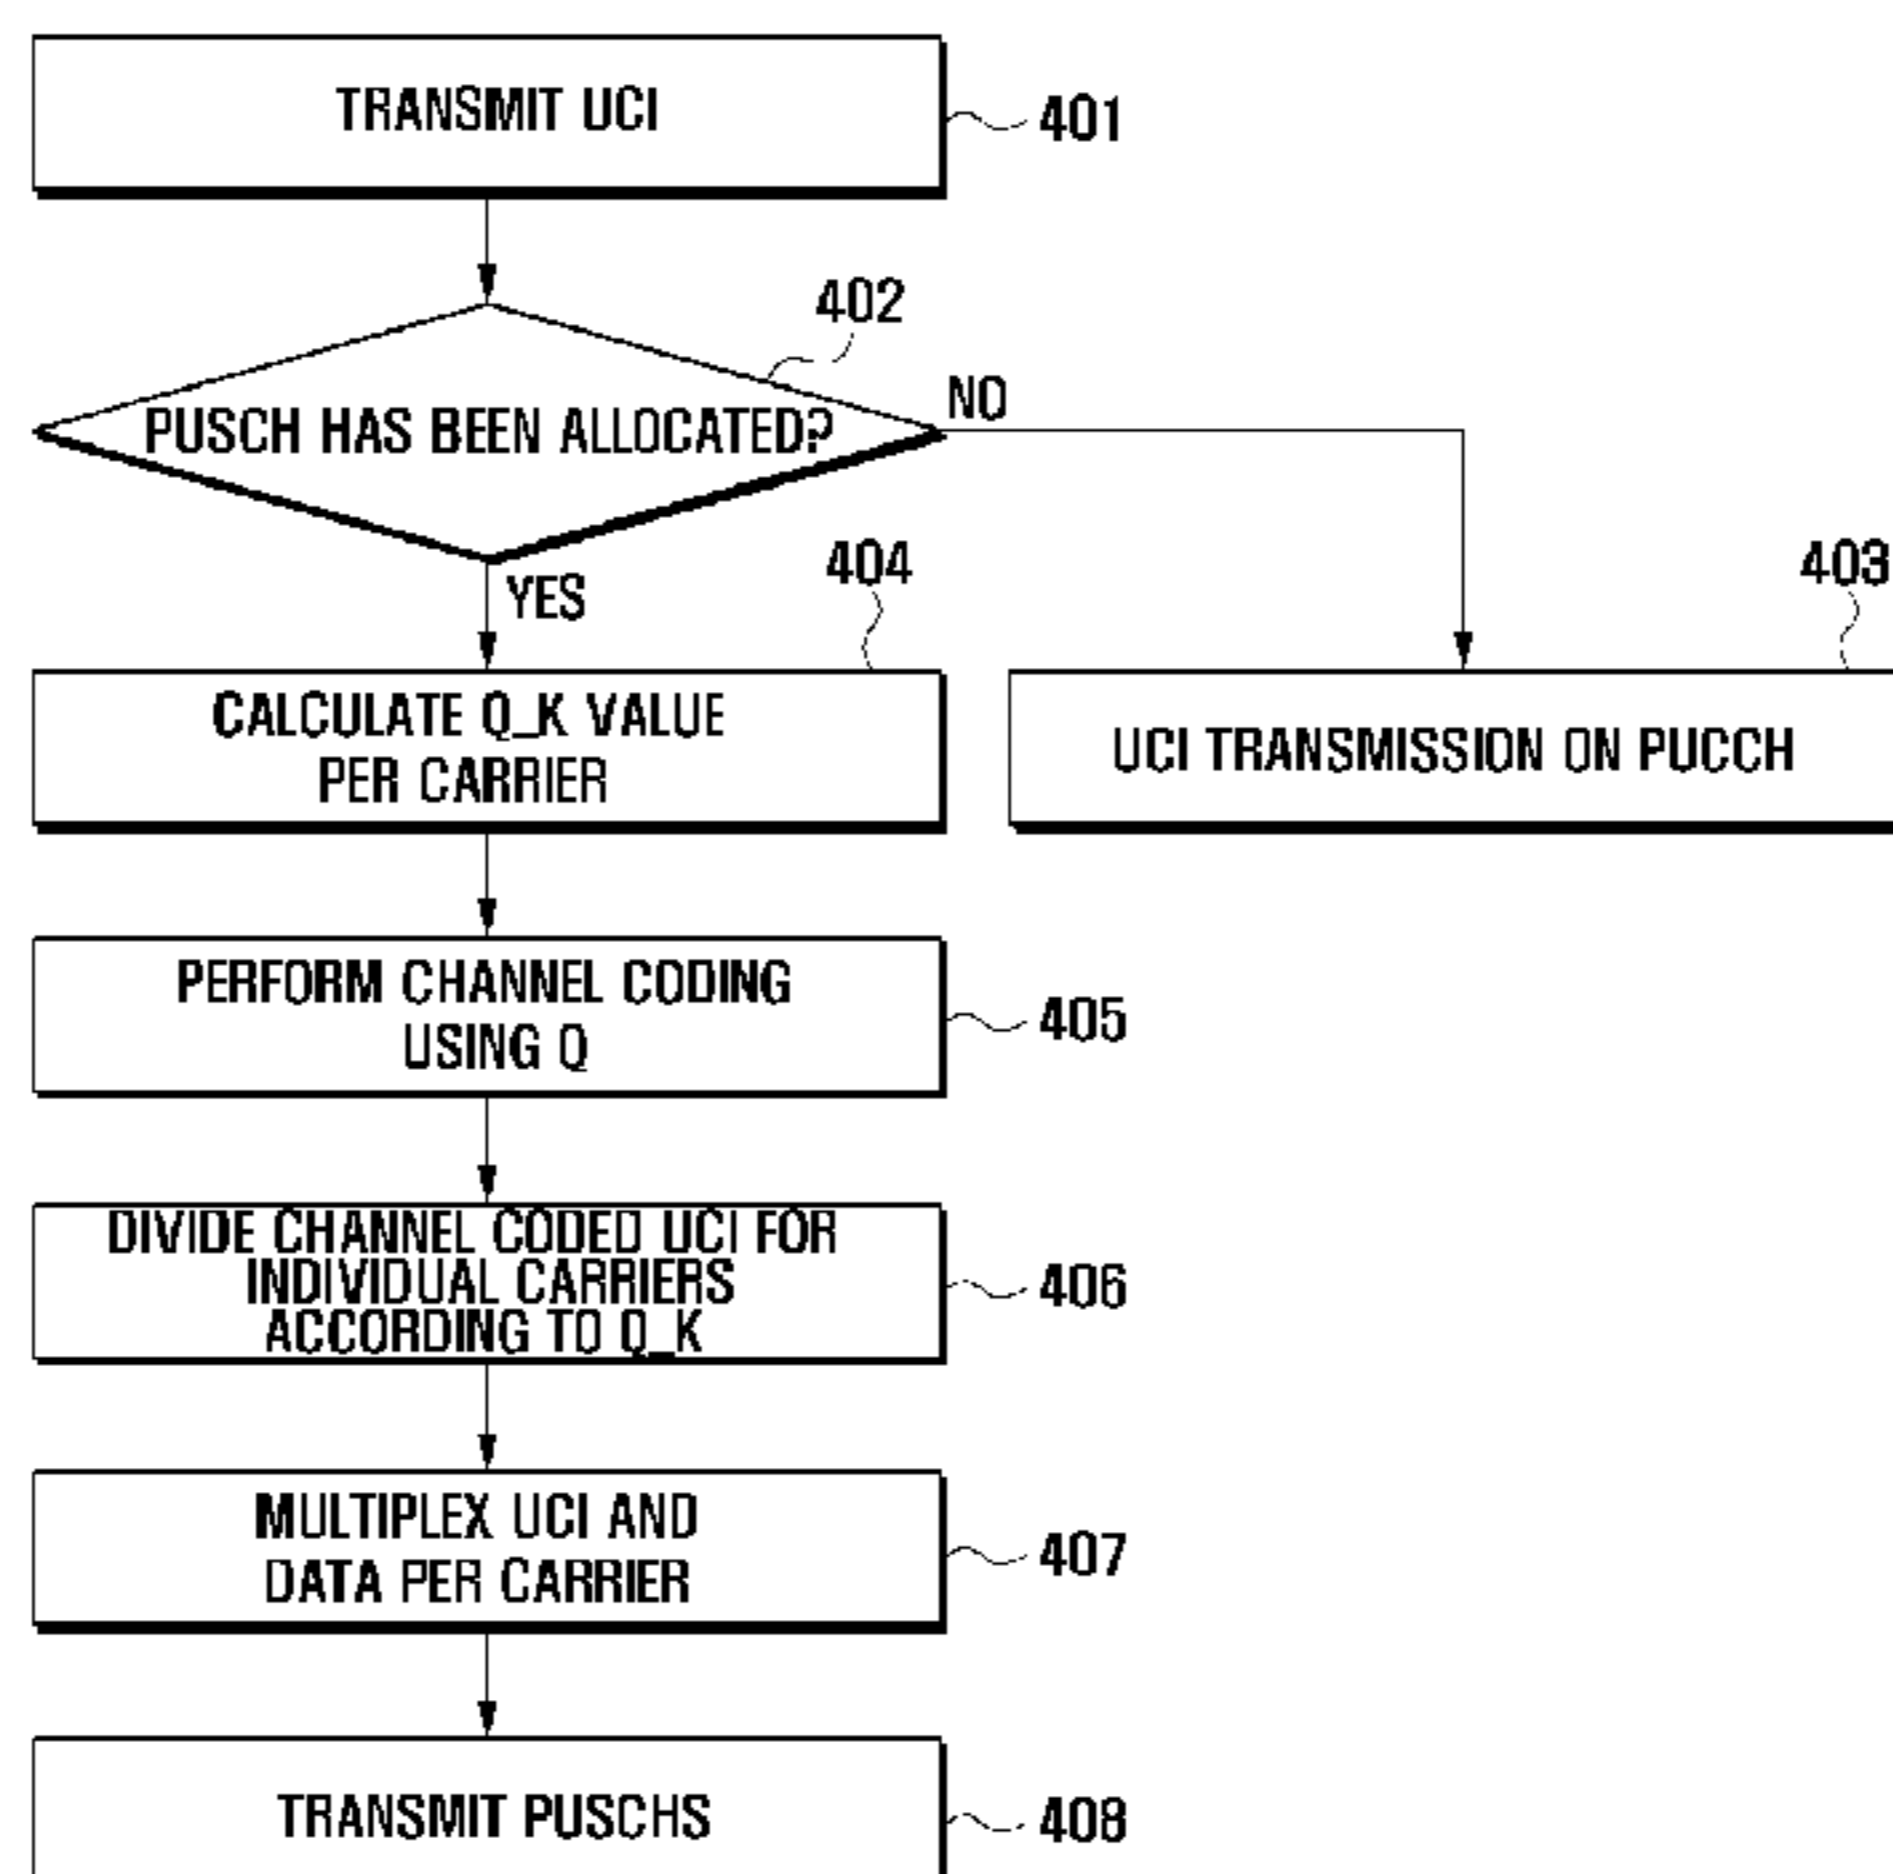 TRANSMIT UCI
401
402
PUSCH HAS BEEN ALLOCATED?
NO
YES
404
403
CALCULATE Q_K VALUE
PER CARRIER
UCI TRANSMISSION ON PUCCH
PERFORM CHANNEL CODING
USING Q
405
DIVIDE CHANNEL CODED UCI FOR
INDIVIDUAL CARRIERS
ACCORDING TO Q_K
406
MULTIPLEX UCI AND
DATA PER CARRIER
407
TRANSMIT PUSCHS
408